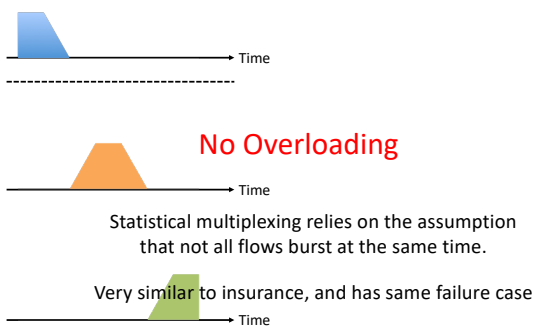 Time
No Overloading
Time
Statistical multiplexing relies on the assumption
that not all flows burst at the same time.
Very similar to insurance, and has same failure case
Time